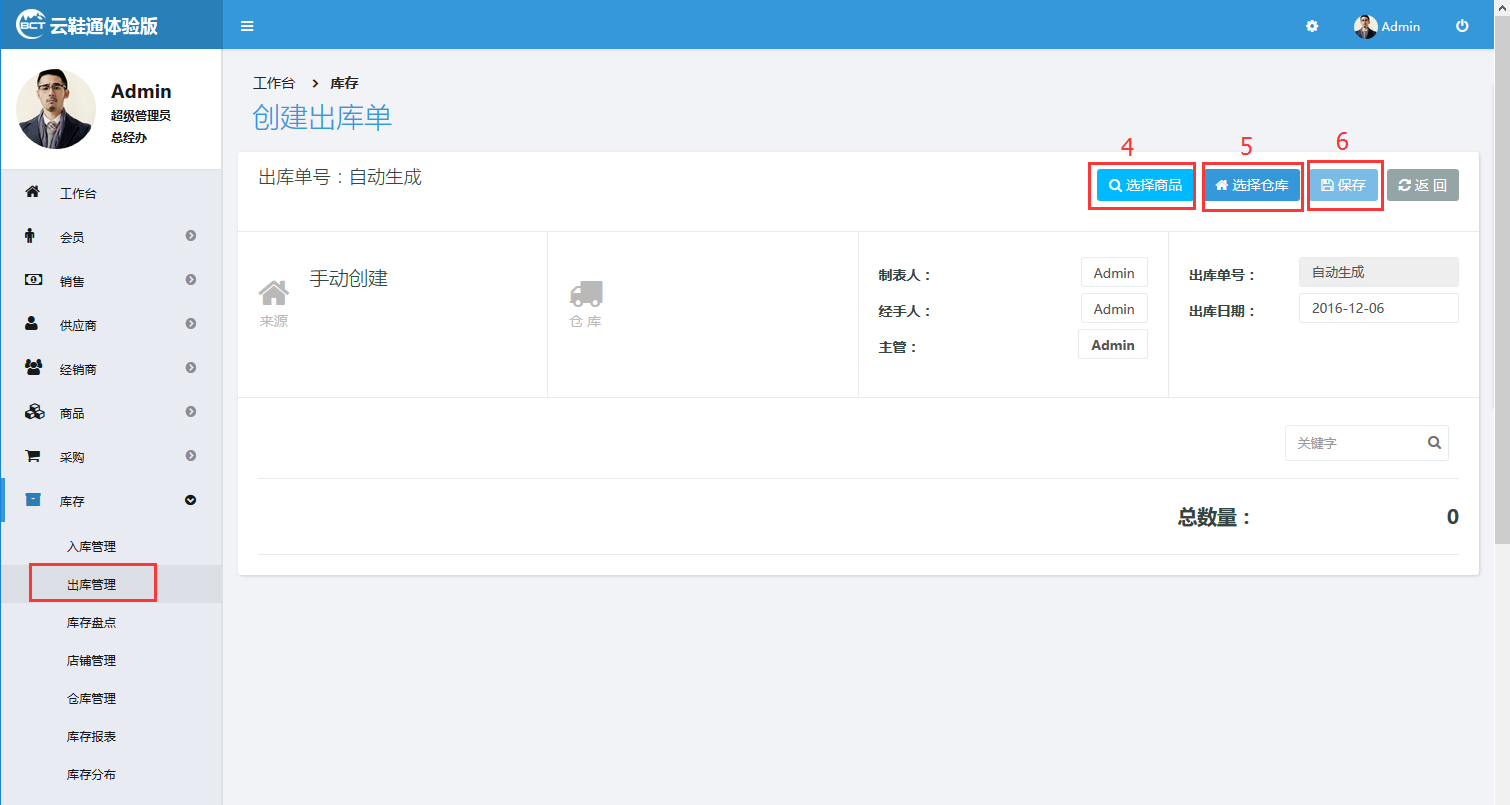 BCT 云鞋通体验版
Admin
Admin
超级管理员
总经办
工作台
会员
销售
供应商
经销商
商品
采购
库存
入库管理
出库管理
库存盘点
店铺管理
仓库管理
库存报表
库存分布
工作台 > 库存
创建出库单
4 5 6
出库单号：自动生成
选择商品 选择仓库 保存 返 回
手动创建
来源
仓 库
制表人： Admin
经手人： Admin
主管： Admin
出库单号： 自动生成
出库日期： 2016-12-06
关键字
总数量： 0